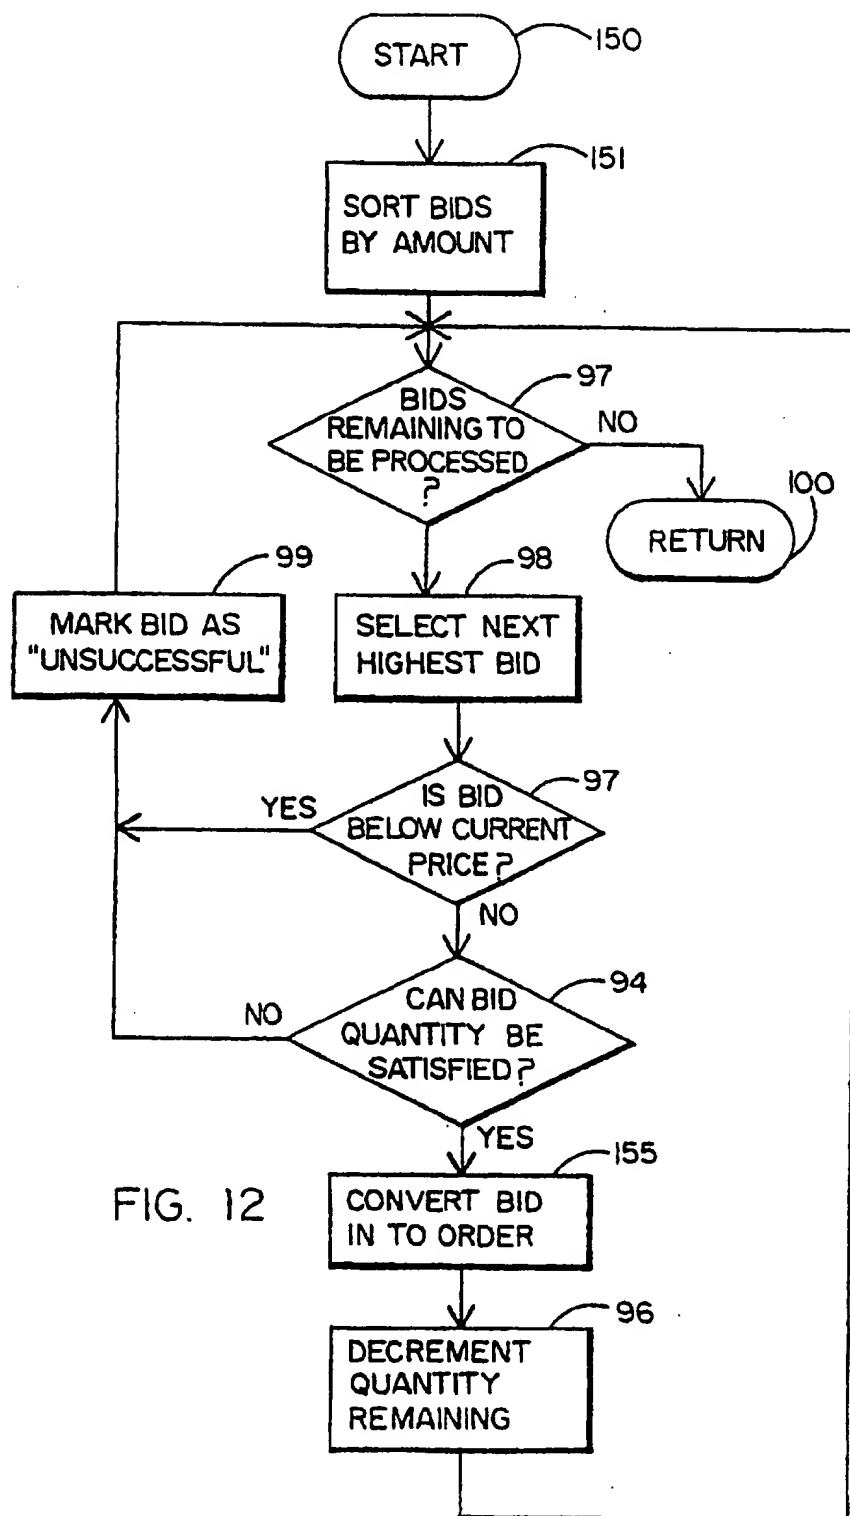 START
150
151
SORT BIDS
BY AMOUNT
97
BIDS
REMAINING TO
BE PROCESSED
?
NO
100
RETURN
99
MARK BID AS
"UNSUCCESSFUL"
98
SELECT NEXT
HIGHEST BID
97
YES
IS BID
BELOW CURRENT
PRICE?
NO
94
NO
CAN BID
QUANTITY BE
SATISFIED?
YES
155
FIG. 12
CONVERT BID
IN TO ORDER
96
DECREMENT
QUANTITY
REMAINING